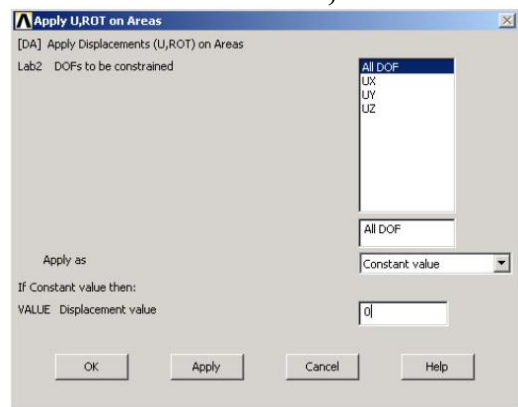 Apply U,ROT on Areas
[DA] Apply Displacements (U,ROT) on Areas
Lab2 DOFs to be constrained
All DOF
UX
UY
UZ
All DOF
Apply as
Constant value
If Constant value then:
VALUE Displacement value
0
OK Apply Cancel Help